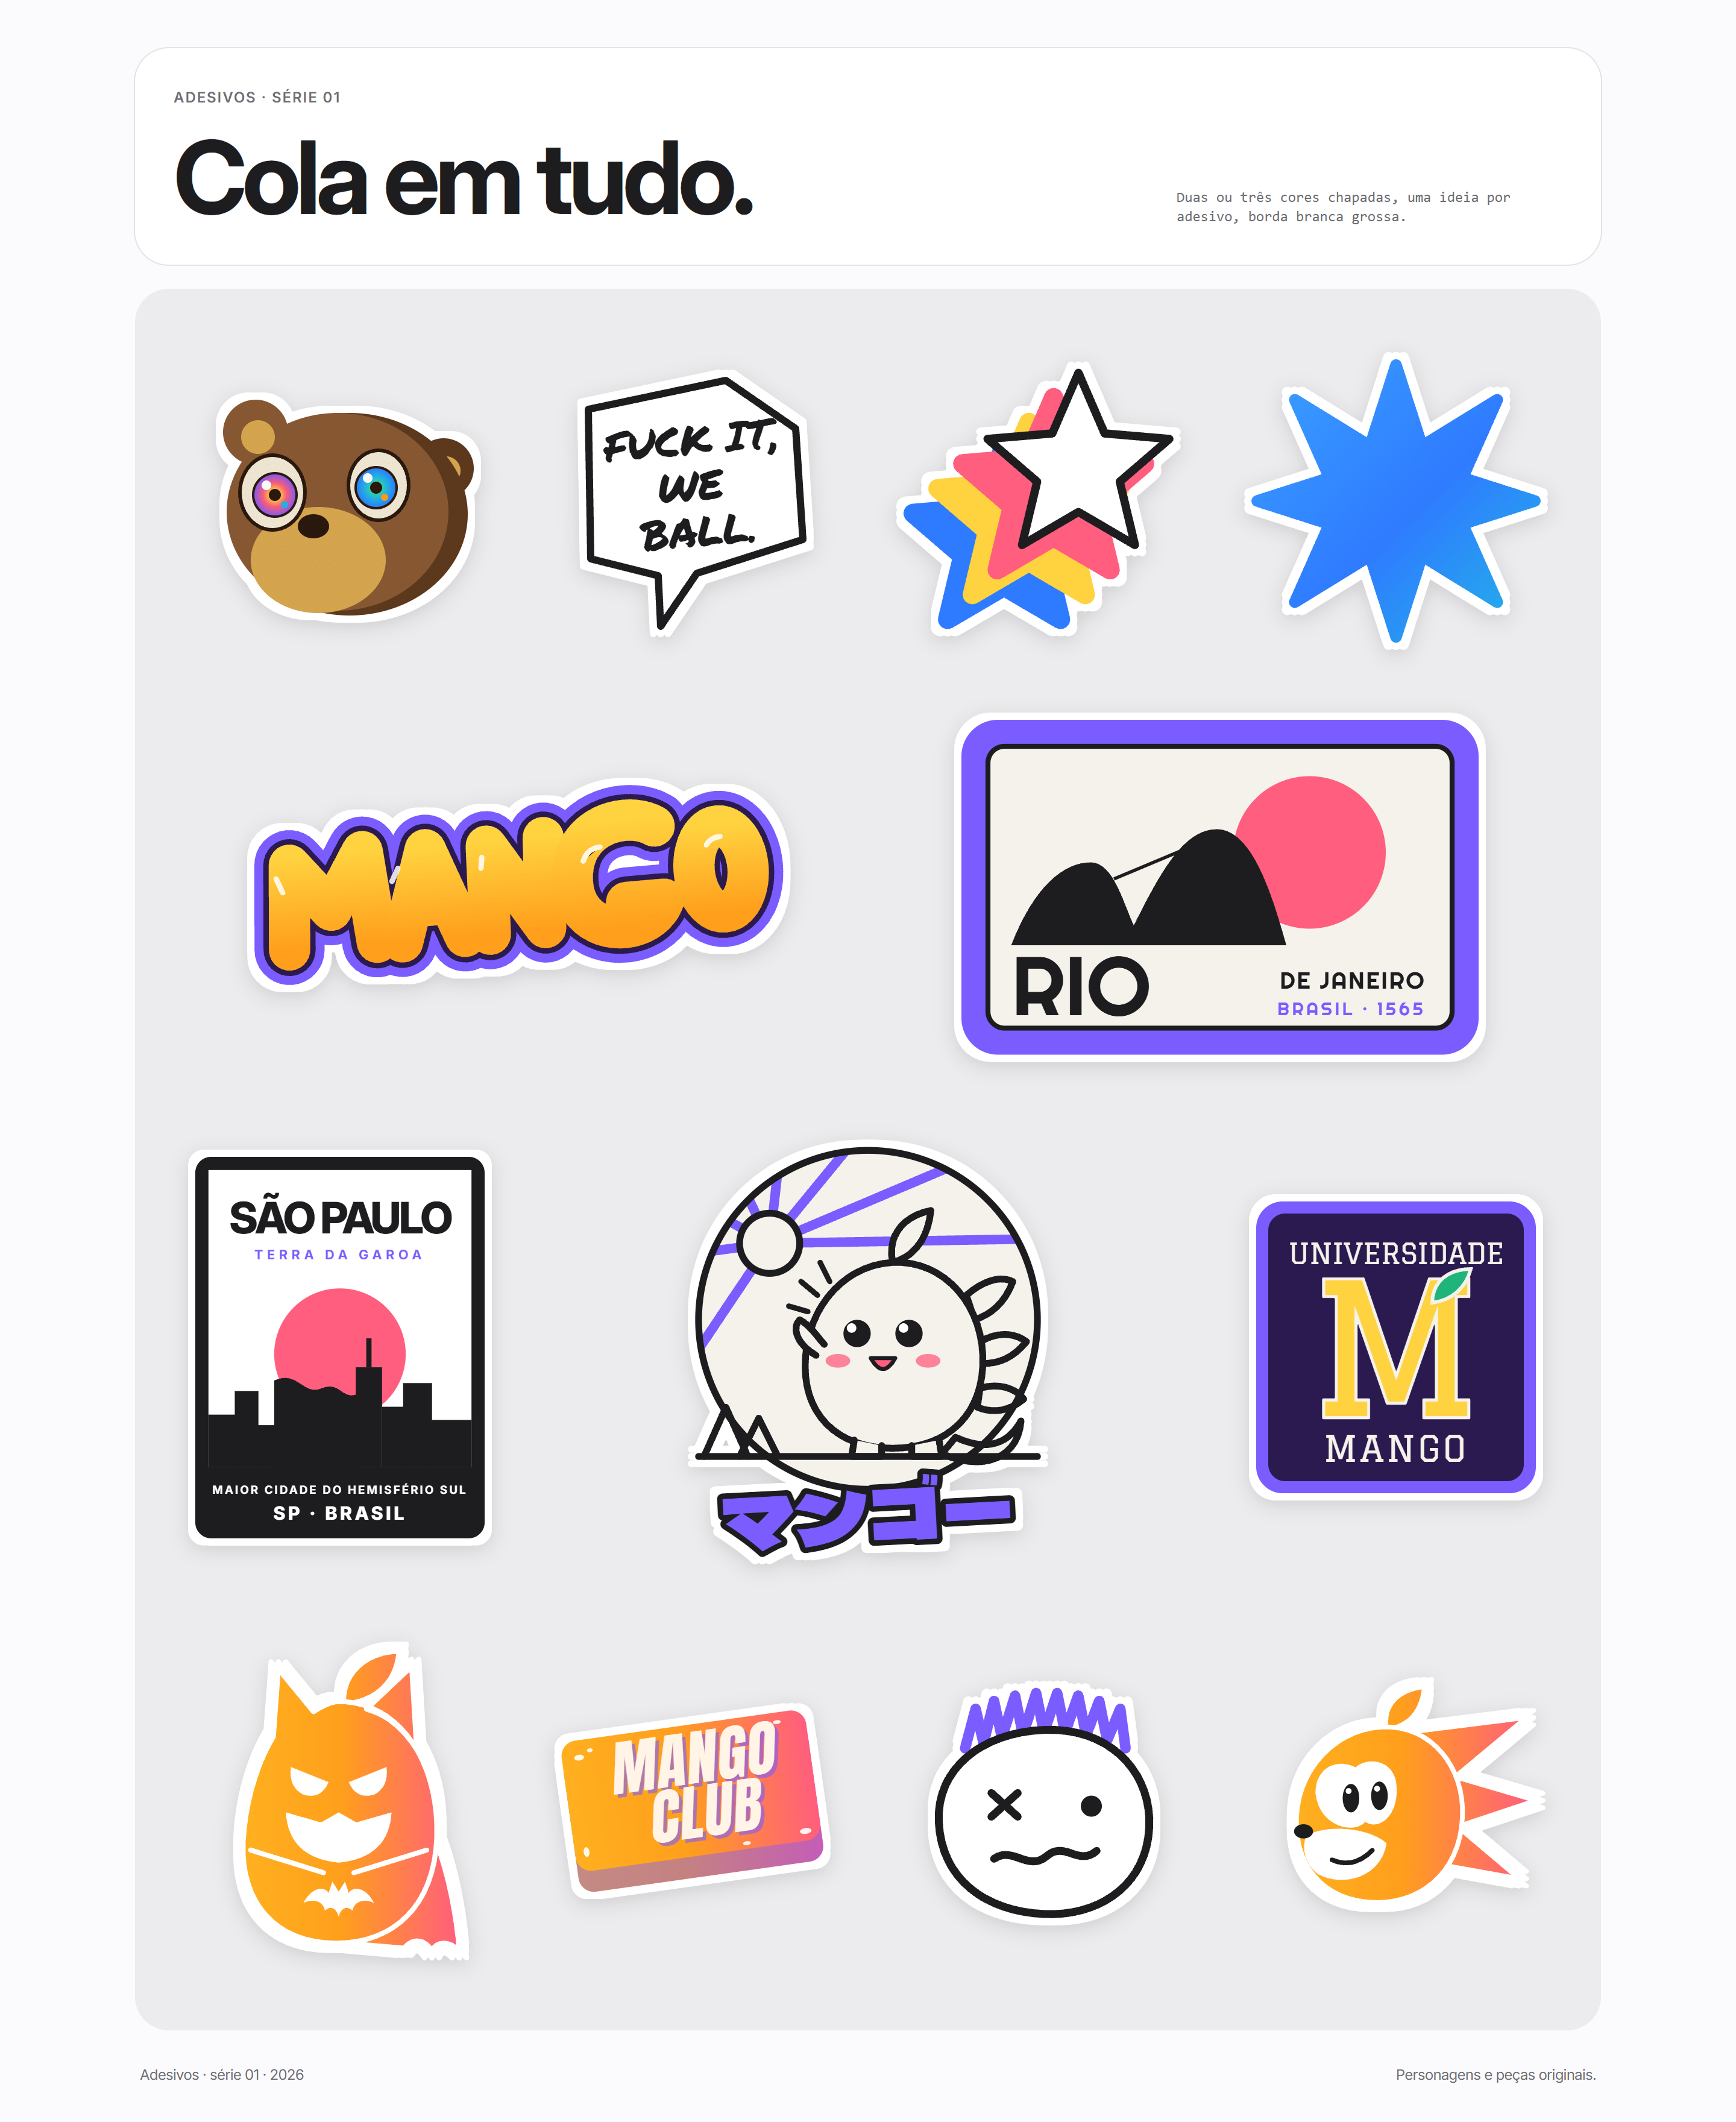 ADESIVOS · SÉRIE 01
Cola em tudo.
Duas ou três cores chapadas, uma ideia por
adesivo, borda branca grossa.
FUCK IT,
WE
BALL.
MANGO
RIO
DE JANEIRO
BRASIL · 1565
SÃO PAULO
TERRA DA GAROA
MAIOR CIDADE DO HEMISFÉRIO SUL
SP · BRASIL
マンゴー
UNIVERSIDADE
M
MANGO
MANGO
CLUB
Adesivos · série 01 · 2026
Personagens e peças originais.